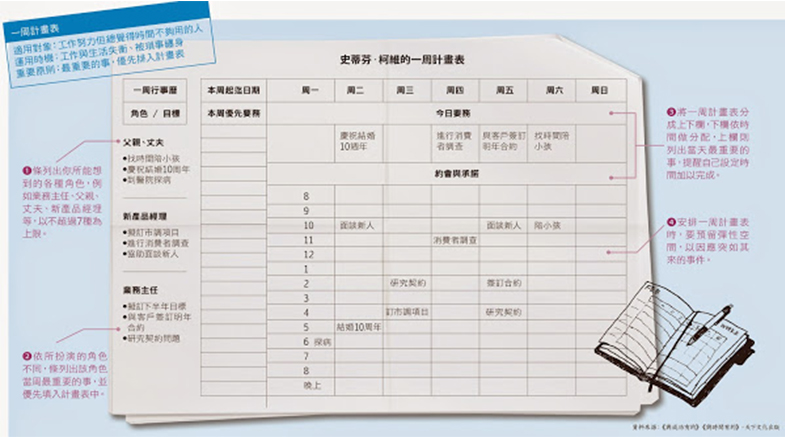 一周計畫表
適用對象：工作努力但總覺得時間不夠用的人
運用時機：工作與生活失衡、被瑣事纏身
重要原則：最重要的事，優先排入計畫表
史蒂芬·柯維的一周計畫表
一周行事曆 本周起迄日期 周一 周二 周三 周四 周五 周六 周日
角色 / 目標 本周優先要務 今日要務
父親、丈夫
●找時間陪小孩
●慶祝結婚10周年
●到醫院探病
慶祝結婚
10週年
進行消費
者調查
與客戶簽訂
明年合約
找時間陪
小孩
約會與承諾
新產品經理
●擬訂市調項目
●進行消費者調查
●協助面談新人
業務主任
●擬訂下半年目標
●與客戶簽訂明年
合約
●研究契約問題
8
9
10 面談新人 面談新人 陪小孩
11 消費者調查
12
1
2 研究契約 簽訂合約
3
4 訂市調項目 研究契約
5 結婚10周年
6 探病
7
8
晚上
❶條列出你所能想
到的各種角色，例
如業務主任、父親、
丈夫、新產品經理
等，以不超過7種為
上限。
❷依所扮演的角色
不同，條列出該角色
當周最重要的事，並
優先填入計畫表中。
❸將一周計畫表分
成上下欄，下欄依時
間做分配，上欄則
列出當天最重要的
事，提醒自己設定時
間加以完成。
❹安排一周計畫表
時，要預留彈性空
間，以因應突如其
來的事件。
資料來源：《與成功有約》《與時間有約》，天下文化出版